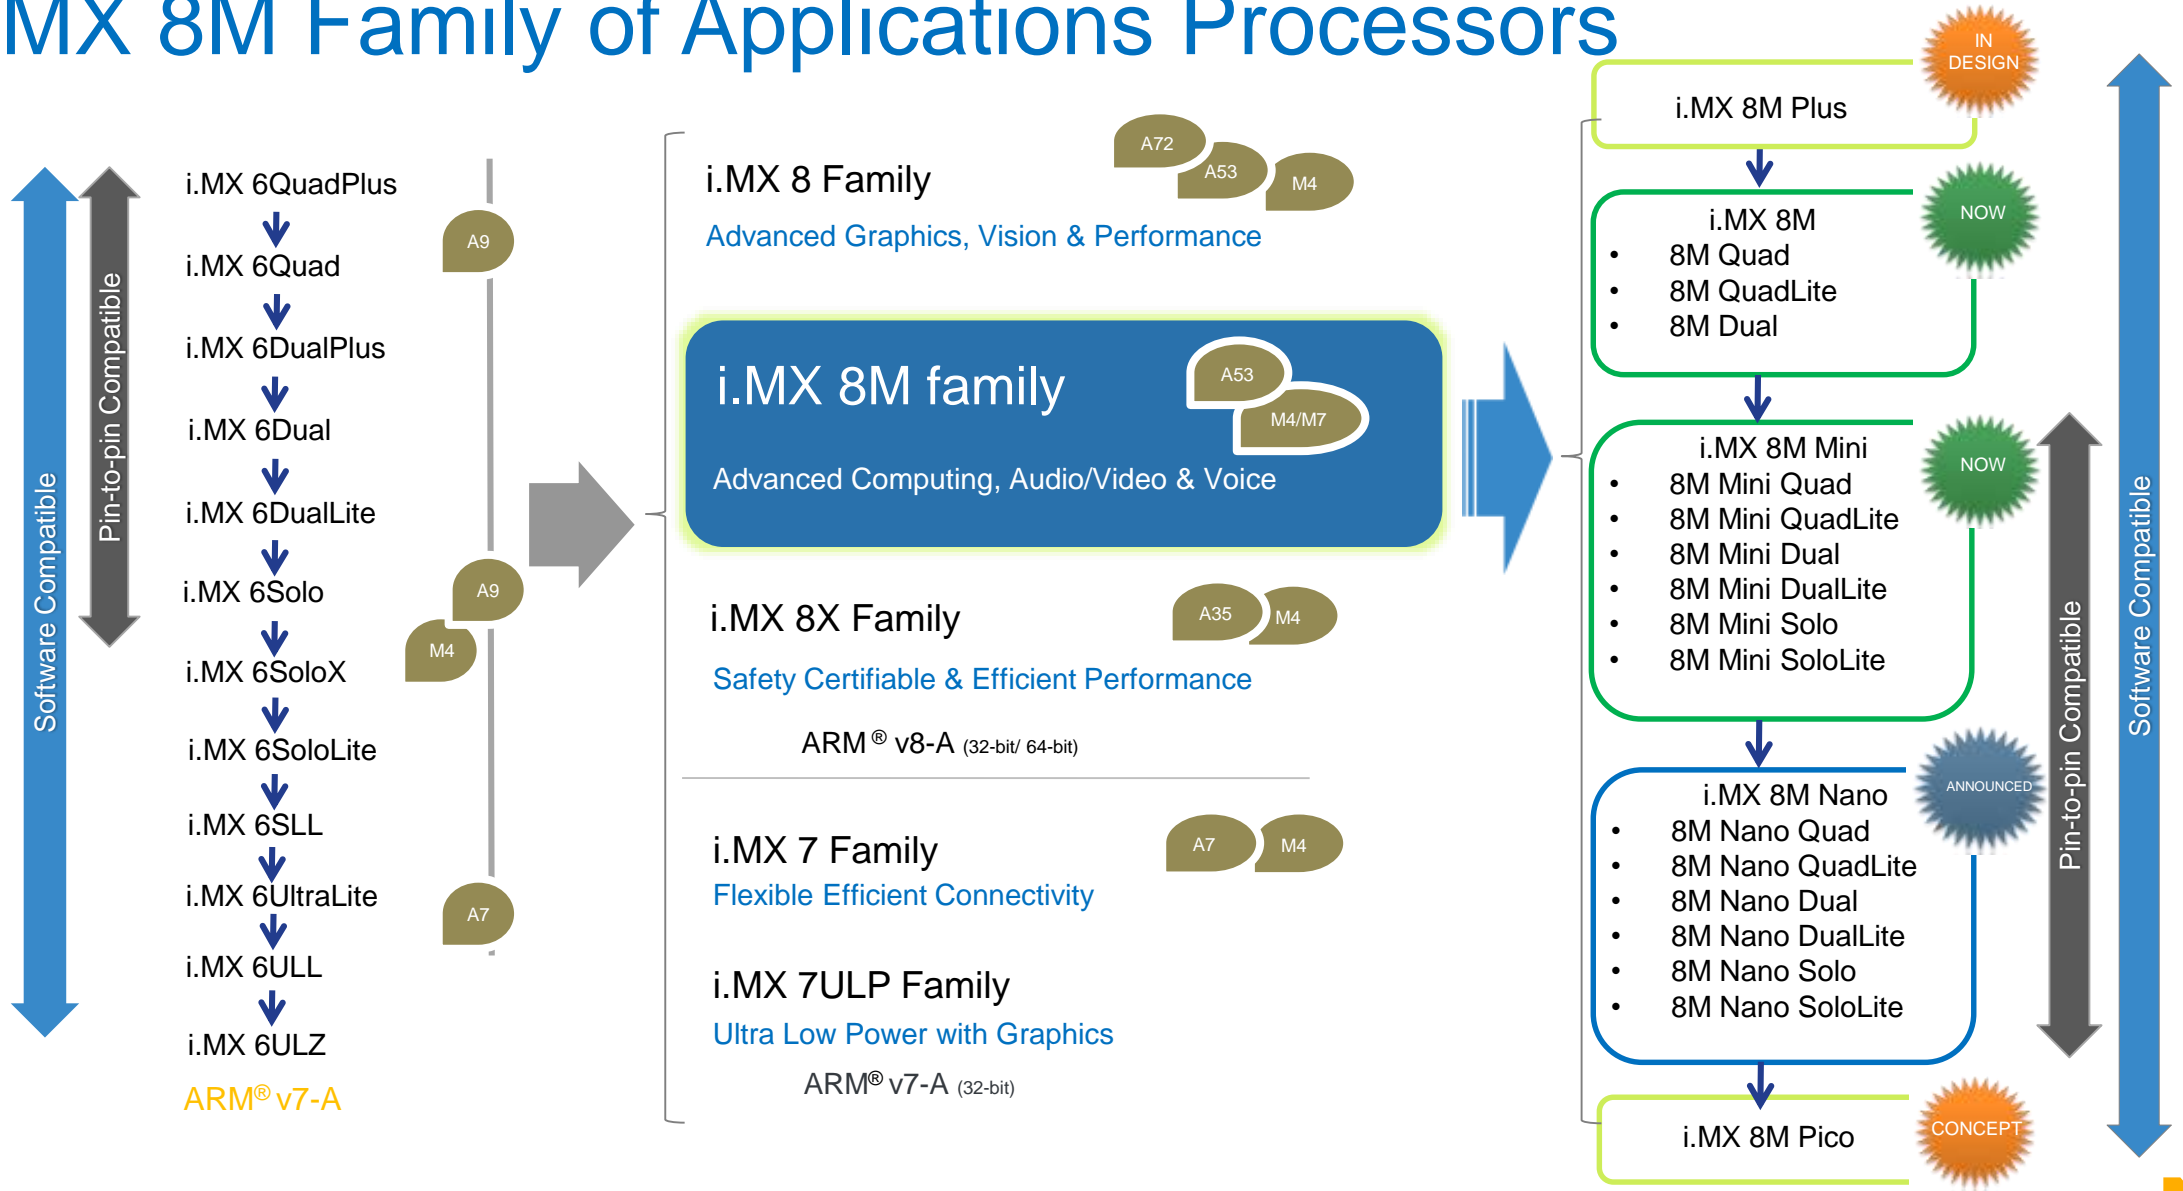 MX 8M Family of Applications Processors
Software Compatible
Pin-to-pin Compatible
i.MX 6QuadPlus
i.MX 6Quad
i.MX 6DualPlus
i.MX 6Dual
i.MX 6DualLite
i.MX 6Solo
i.MX 6SoloX
i.MX 6SoloLite
i.MX 6SLL
i.MX 6UltraLite
i.MX 6ULL
i.MX 6ULZ
ARM® v7-A
A9
A9
M4
A7
i.MX 8 Family
A72
A53
M4
Advanced Graphics, Vision & Performance
i.MX 8M family
A53
M4/M7
Advanced Computing, Audio/Video & Voice
i.MX 8X Family
A35
M4
Safety Certifiable & Efficient Performance
ARM ® v8-A (32-bit/ 64-bit)
i.MX 7 Family
A7
M4
Flexible Efficient Connectivity
i.MX 7ULP Family
Ultra Low Power with Graphics
ARM® v7-A (32-bit)
i.MX 8M Plus
IN
DESIGN
i.MX 8M
NOW
• 8M Quad
• 8M QuadLite
• 8M Dual
i.MX 8M Mini
NOW
• 8M Mini Quad
• 8M Mini QuadLite
• 8M Mini Dual
• 8M Mini DualLite
• 8M Mini Solo
• 8M Mini SoloLite
i.MX 8M Nano
ANNOUNCED
• 8M Nano Quad
• 8M Nano QuadLite
• 8M Nano Dual
• 8M Nano DualLite
• 8M Nano Solo
• 8M Nano SoloLite
i.MX 8M Pico
CONCEPT
Pin-to-pin Compatible
Software Compatible